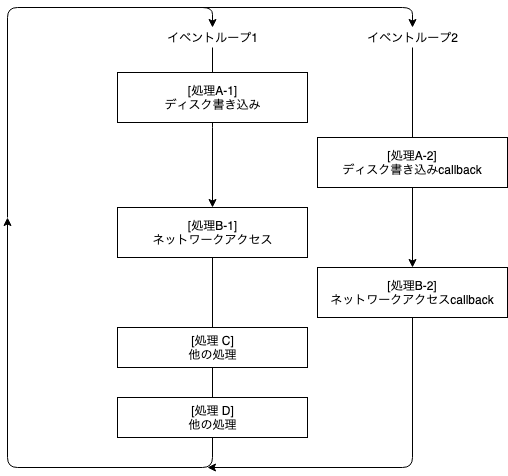 イベントループ1
イベントループ2
[処理A-1]
ディスク書き込み
[処理A-2]
ディスク書き込みcallback
[処理B-1]
ネットワークアクセス
[処理B-2]
ネットワークアクセスcallback
[処理 C]
他の処理
[処理 D]
他の処理